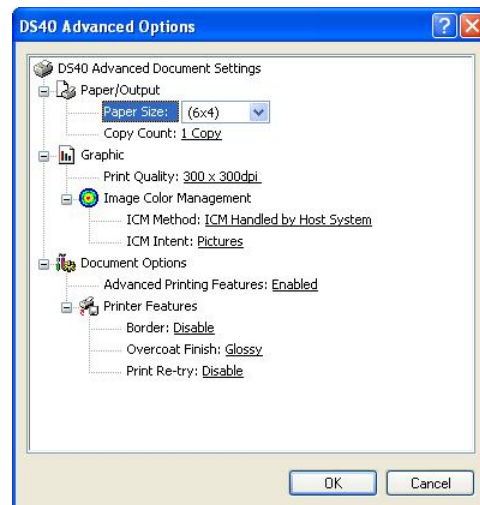 DS40 Advanced Options
DS40 Advanced Document Settings
Paper/Output
Paper Size: (6x4)
Copy Count: 1 Copy
Graphic
Print Quality: 300 x 300dpi
Image Color Management
ICM Method: ICM Handled by Host System
ICM Intent: Pictures
Document Options
Advanced Printing Features: Enabled
Printer Features
Border: Disable
Overcoat Finish: Glossy
Print Re-try: Disable
OK Cancel